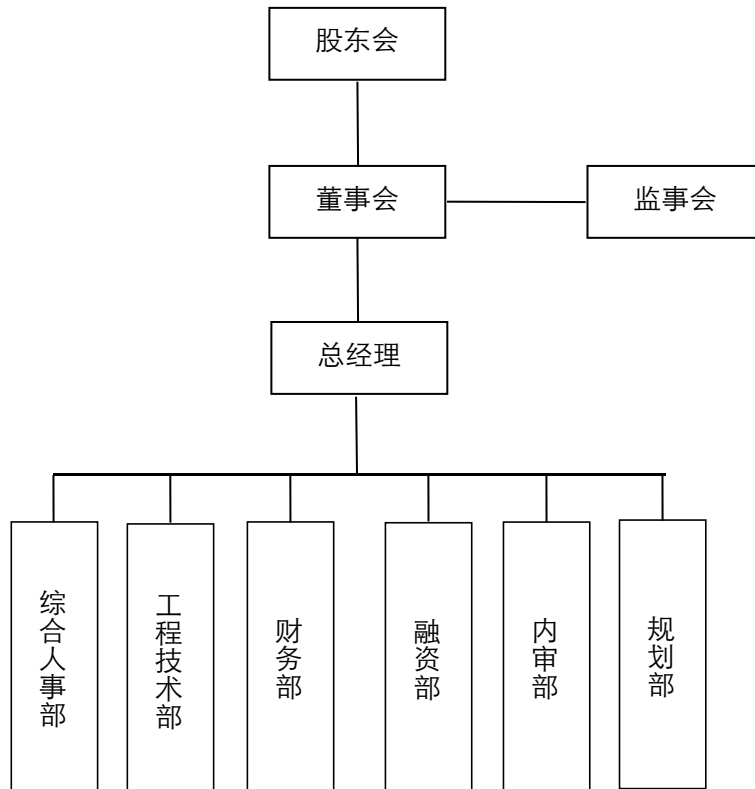 股东会
董事会
监事会
总经理
综合人事部
工程技术部
财务部
融资部
内审部
规划部